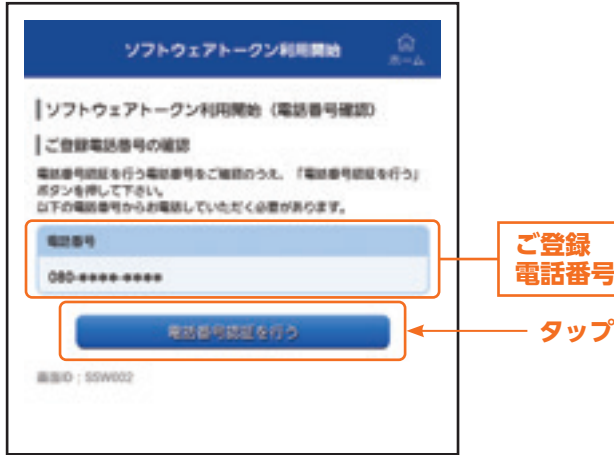 ソフトウェアトークン利用開始
ホーム
ソフトウェアトークン利用開始（電話番号確認）
ご登録電話番号の確認
電話番号認証を行う電話番号をご確認のうえ、「電話番号認証を行う」
ボタンを押して下さい。
以下の電話番号からお電話していただく必要があります。
電話番号
080-****-****
ご登録
電話番号
電話番号認証を行う
タップ
画面ID：SSW002